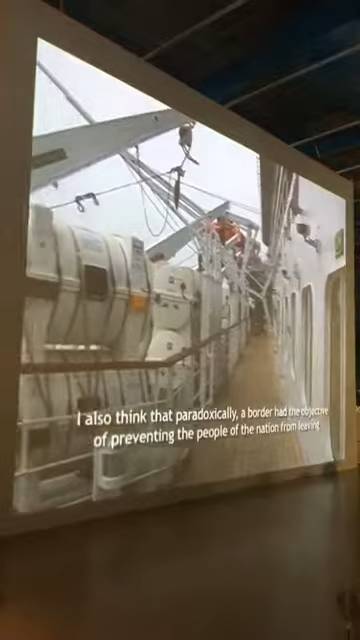 I also think that paradoxically, a border had the objective
of preventing the people of the nation from leaving